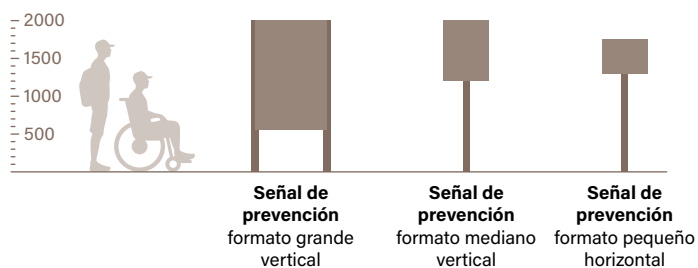 2000
1500
1000
500
Señal de
prevención
formato grande
vertical
Señal de
prevención
formato mediano
vertical
Señal de
prevención
formato pequeño
horizontal